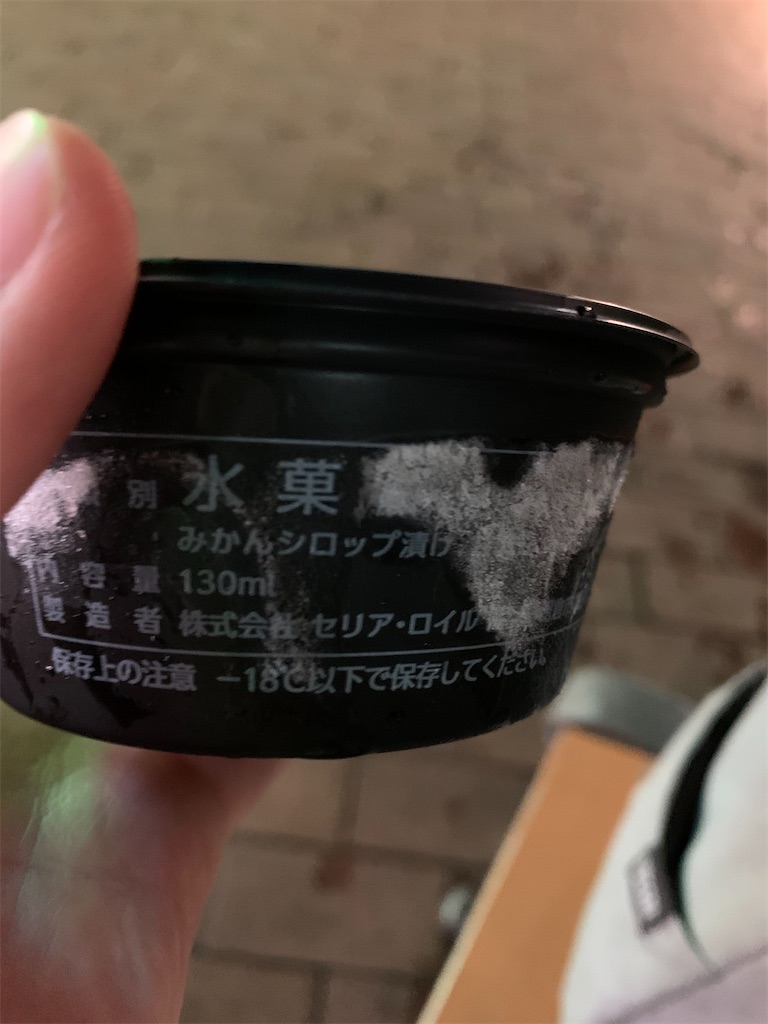 別 氷菓
みかんシロップ漬け
内容量 130ml
製造者 株式会社 セリア・ロイル
保存上の注意 －18℃以下で保存してください。